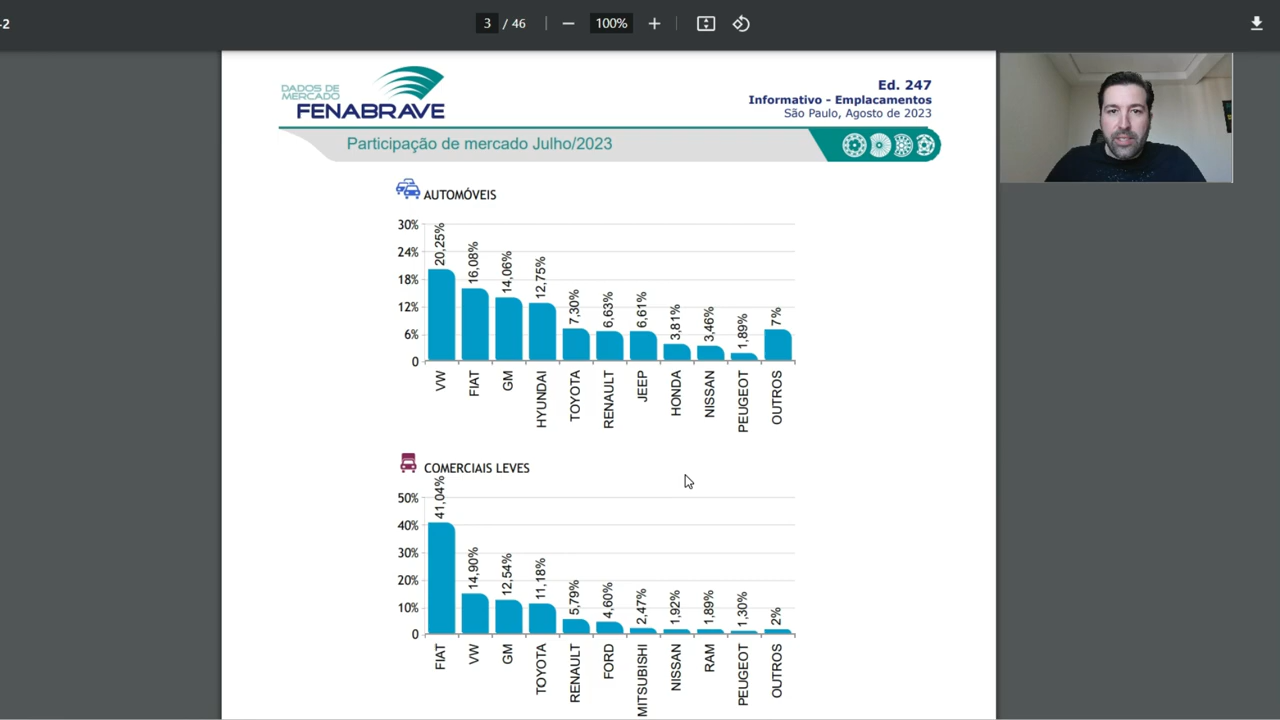 -2
3 / 46
100%
DADOS DE
MERCADO
FENABRAVE
Ed. 247
Informativo - Emplacamentos
São Paulo, Agosto de 2023
Participação de mercado Julho/2023
AUTOMÓVEIS
30%
24%
18%
12%
6%
0
20,25%
16,08%
14,06%
12,75%
7,30%
6,63%
6,61%
3,81%
3,46%
1,89%
7%
VW
FIAT
GM
HYUNDAI
TOYOTA
RENAULT
JEEP
HONDA
NISSAN
PEUGEOT
OUTROS
COMERCIAIS LEVES
50%
40%
30%
20%
10%
0
41,04%
14,90%
12,54%
11,18%
5,79%
4,60%
2,47%
1,92%
1,89%
1,30%
2%
FIAT
VW
GM
TOYOTA
RENAULT
FORD
MITSUBISHI
NISSAN
RAM
PEUGEOT
OUTROS